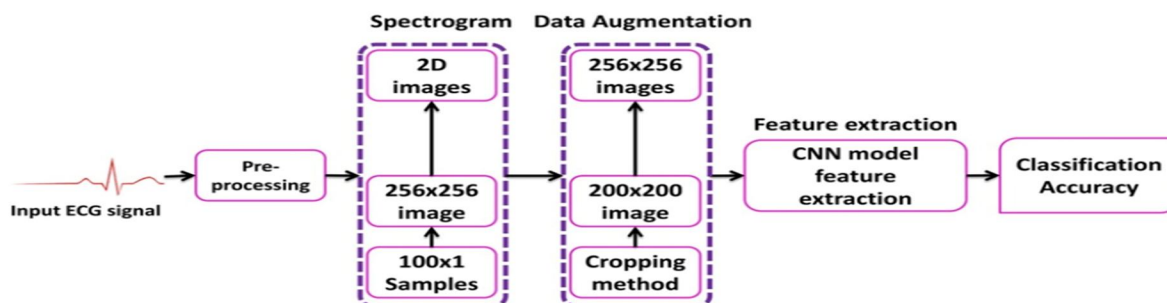 Spectrogram
Data Augmentation
2D
images
256x256
images
Feature extraction
Pre-
processing
256x256
image
200x200
image
CNN model
feature
extraction
Classification
Accuracy
Input ECG signal
100x1
Samples
Cropping
method